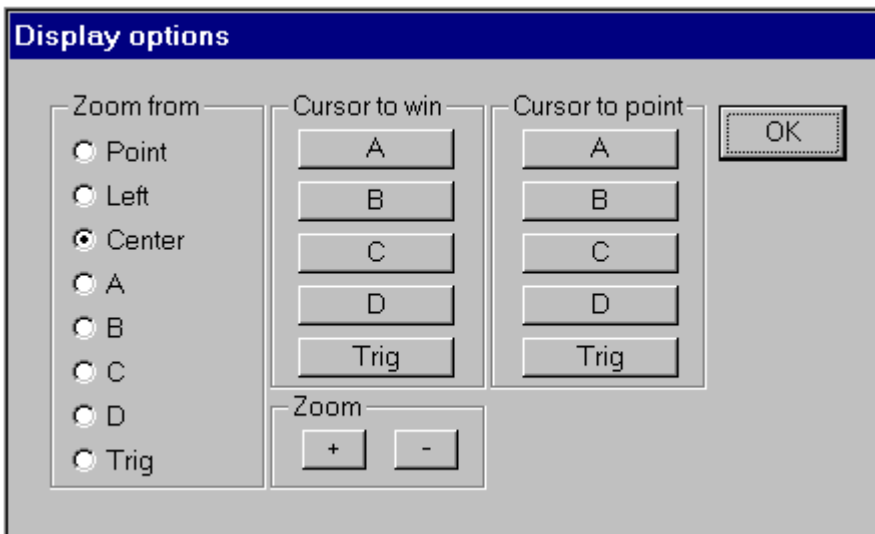 Display options
Zoom from
Point
Left
Center
A
B
C
D
Trig
Cursor to win
A
B
C
D
Trig
Zoom
+
-
Cursor to point
A
B
C
D
Trig
OK